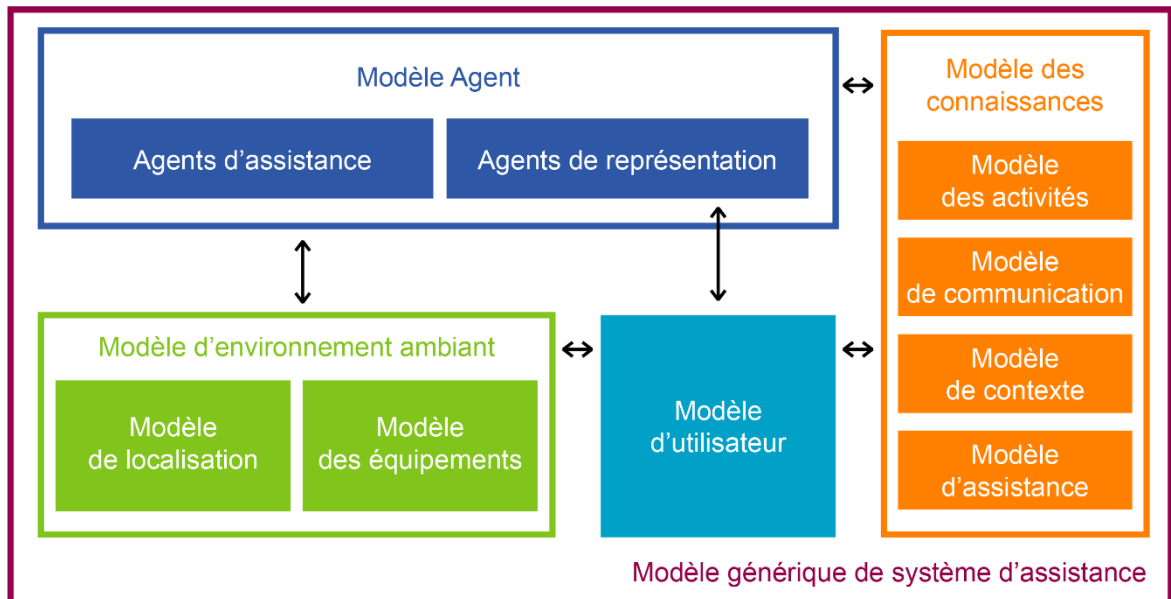 Modèle Agent
Agents d'assistance
Agents de représentation
Modèle des
connaissances
Modèle
des activités
Modèle
de communication
Modèle
de contexte
Modèle
d'assistance
Modèle d'environnement ambiant
Modèle
de localisation
Modèle
des équipements
Modèle
d'utilisateur
Modèle générique de système d'assistance